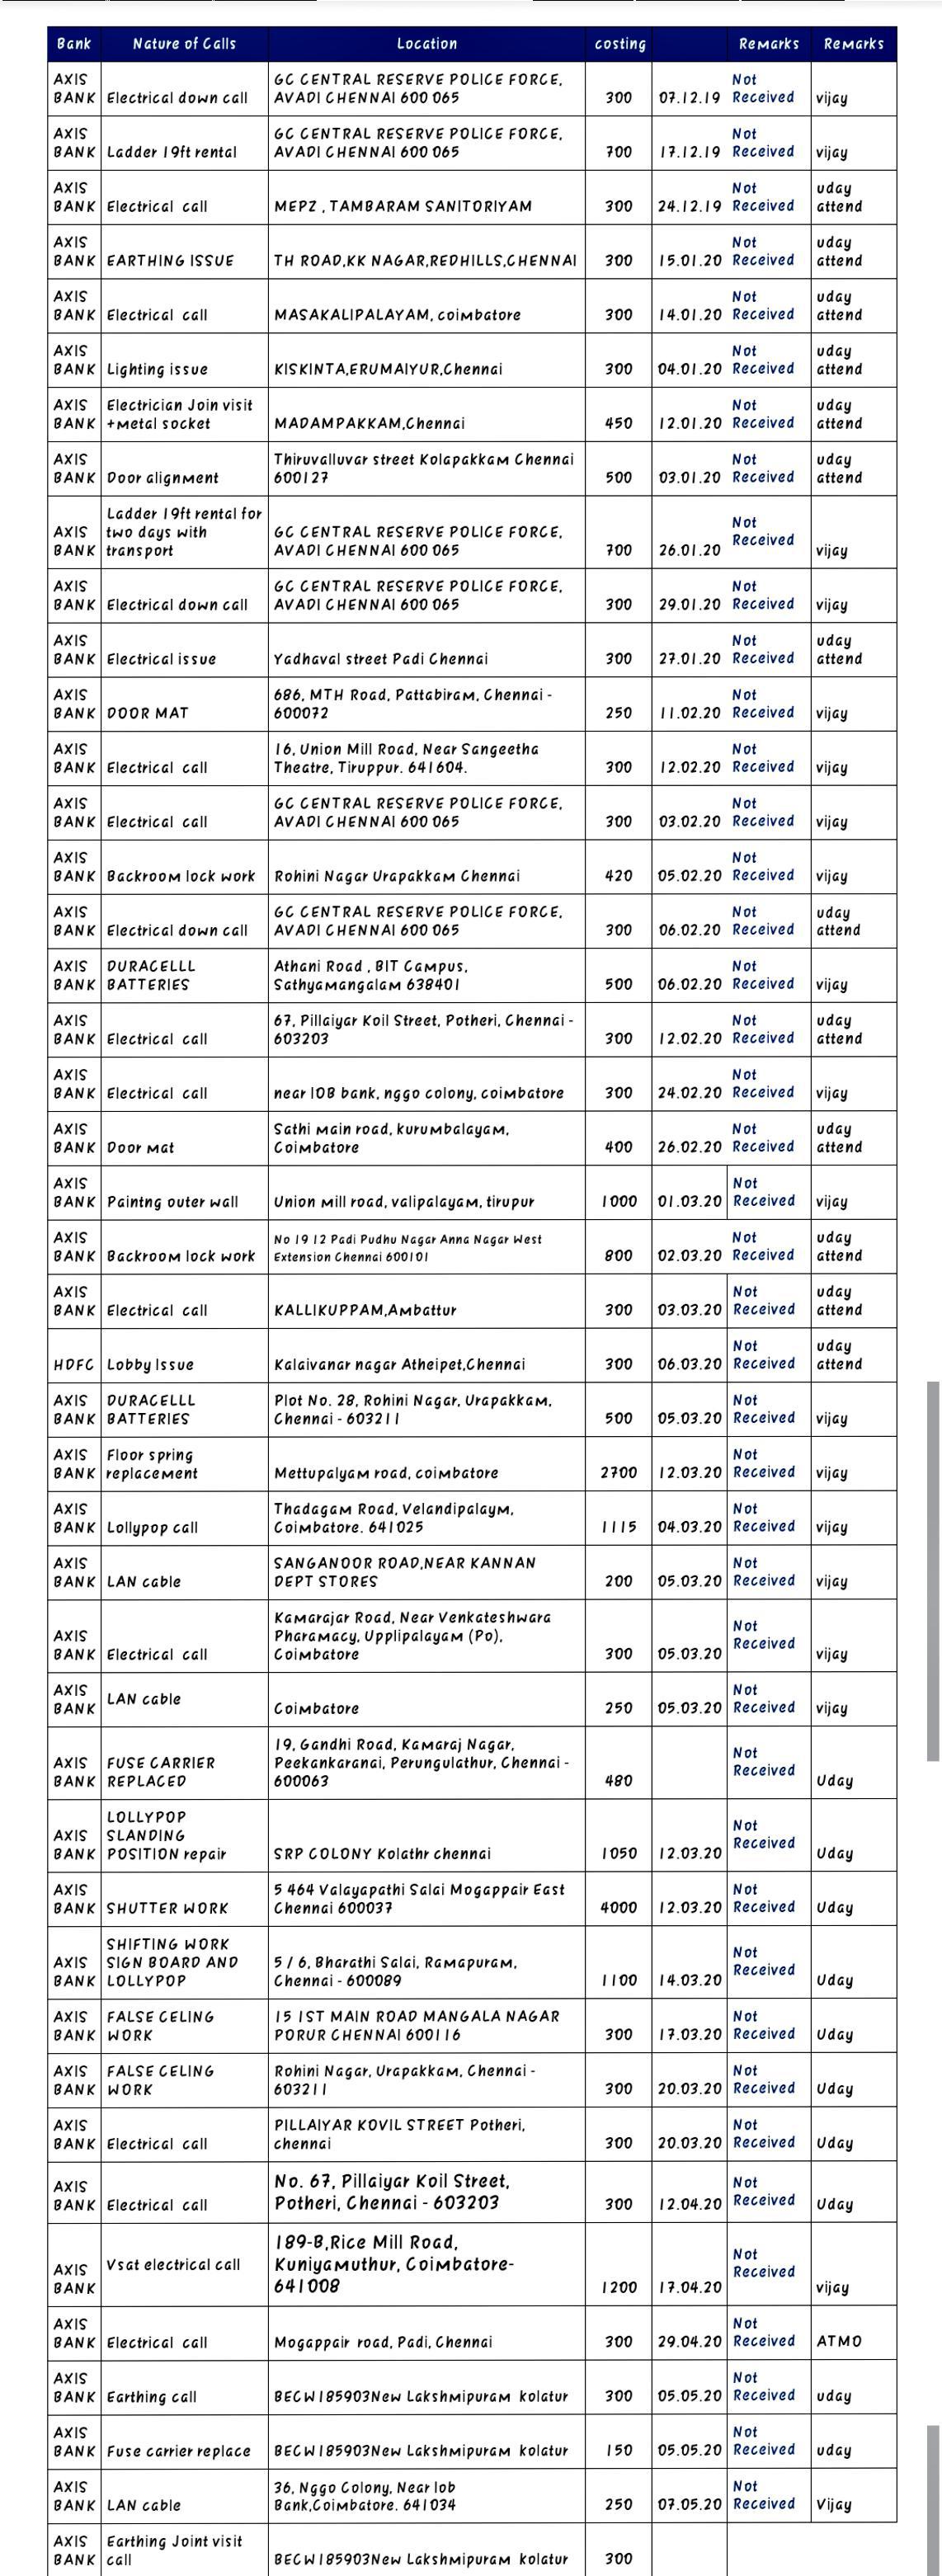 Bank Nature of Calls Location costing Remarks Remarks
AXIS BANK Electrical down call GC CENTRAL RESERVE POLICE FORCE, AVADI CHENNAI 600 065 300 07.12.19 Not Received vijay
AXIS BANK Ladder 19ft rental GC CENTRAL RESERVE POLICE FORCE, AVADI CHENNAI 600 065 700 17.12.19 Not Received vijay
AXIS BANK Electrical call MEPZ , TAMBARAM SANITORIYAM 300 24.12.19 Not Received uday attend
AXIS BANK EARTHING ISSUE TH ROAD,KK NAGAR,REDHILLS,CHENNAI 300 15.01.20 Not Received uday attend
AXIS BANK Electrical call MASAKALIPALAYAM, coimbatore 300 14.01.20 Not Received uday attend
AXIS BANK Lighting issue KISKINTA,ERUMAIYUR,Chennai 300 04.01.20 Not Received uday attend
AXIS BANK Electrician Join visit +metal socket MADAMPAKKAM,Chennai 450 12.01.20 Not Received uday attend
AXIS BANK Door alignment Thiruvalluvar street Kolapakkam Chennai 600127 500 03.01.20 Not Received uday attend
AXIS BANK Ladder 19ft rental for two days with transport GC CENTRAL RESERVE POLICE FORCE, AVADI CHENNAI 600 065 700 26.01.20 Not Received vijay
AXIS BANK Electrical down call GC CENTRAL RESERVE POLICE FORCE, AVADI CHENNAI 600 065 300 29.01.20 Not Received vijay
AXIS BANK Electrical issue Yadhaval street Padi Chennai 300 27.01.20 Not Received uday attend
AXIS BANK DOOR MAT 686, MTH Road, Pattabiram, Chennai - 600072 250 11.02.20 Not Received vijay
AXIS BANK Electrical call 16, Union Mill Road, Near Sangeetha Theatre, Tiruppur. 641604. 300 12.02.20 Not Received vijay
AXIS BANK Electrical call GC CENTRAL RESERVE POLICE FORCE, AVADI CHENNAI 600 065 300 03.02.20 Not Received vijay
AXIS BANK Backroom lock work Rohini Nagar Urapakkam Chennai 420 05.02.20 Not Received vijay
AXIS BANK Electrical down call GC CENTRAL RESERVE POLICE FORCE, AVADI CHENNAI 600 065 300 06.02.20 Not Received uday attend
AXIS BANK DURACELLL BATTERIES Athani Road , BIT Campus, Sathyamangalam 638401 500 06.02.20 Not Received vijay
AXIS BANK Electrical call 67, Pillaiyar Koil Street, Potheri, Chennai - 603203 300 12.02.20 Not Received uday attend
AXIS BANK Electrical call near IOB bank, nggo colony, coimbatore 300 24.02.20 Not Received vijay
AXIS BANK Door mat Sathi main road, kurumbalayam, Coimbatore 400 26.02.20 Not Received uday attend
AXIS BANK Paintng outer wall Union mill road, valipalayam, tirupur 1000 01.03.20 Not Received vijay
AXIS BANK Backroom lock work No 19 12 Padi Pudhu Nagar Anna Nagar West Extension Chennai 600101 800 02.03.20 Not Received uday attend
AXIS BANK Electrical call KALLIKUPPAM,Ambattur 300 03.03.20 Not Received uday attend
HDFC Lobby Issue Kalaivanar nagar Atheipet,Chennai 300 06.03.20 Not Received uday attend
AXIS BANK DURACELLL BATTERIES Plot No. 28, Rohini Nagar, Urapakkam, Chennai - 603211 500 05.03.20 Not Received vijay
AXIS BANK Floor spring replacement Mettupalyam road, coimbatore 2700 12.03.20 Not Received vijay
AXIS BANK Lollypop call Thadagam Road, Velandipalaym, Coimbatore. 641025 1115 04.03.20 Not Received vijay
AXIS BANK LAN cable SANGANOOR ROAD,NEAR KANNAN DEPT STORES 200 05.03.20 Not Received vijay
AXIS BANK Electrical call Kamarajar Road, Near Venkateshwara Pharamacy, Upplipalayam (Po), Coimbatore 300 05.03.20 Not Received vijay
AXIS BANK LAN cable Coimbatore 250 05.03.20 Not Received vijay
AXIS BANK FUSE CARRIER REPLACED 19, Gandhi Road, Kamaraj Nagar, Peekankaranai, Perungulathur, Chennai - 600063 480 Not Received Uday
AXIS BANK LOLLYPOP SLANDING POSITION repair SRP COLONY Kolathr chennai 1050 12.03.20 Not Received Uday
AXIS BANK SHUTTER WORK 5 464 Valayapathi Salai Mogappair East Chennai 600037 4000 12.03.20 Not Received Uday
AXIS BANK SHIFTING WORK SIGN BOARD AND LOLLYPOP 5 / 6, Bharathi Salai, Ramapuram, Chennai - 600089 1100 14.03.20 Not Received Uday
AXIS BANK FALSE CELING WORK 15 1ST MAIN ROAD MANGALA NAGAR PORUR CHENNAI 600116 300 17.03.20 Not Received Uday
AXIS BANK FALSE CELING WORK Rohini Nagar, Urapakkam, Chennai - 603211 300 20.03.20 Not Received Uday
AXIS BANK Electrical call PILLAIYAR KOVIL STREET Potheri, chennai 300 20.03.20 Not Received Uday
AXIS BANK Electrical call No. 67, Pillaiyar Koil Street, Potheri, Chennai - 603203 300 12.04.20 Not Received Uday
AXIS BANK Vsat electrical call 189-B,Rice Mill Road, Kuniyamuthur, Coimbatore- 641008 1200 17.04.20 Not Received vijay
AXIS BANK Electrical call Mogappair road, Padi, Chennai 300 29.04.20 Not Received ATMO
AXIS BANK Earthing call BECW185903New Lakshmipuram kolatur 300 05.05.20 Not Received uday
AXIS BANK Fuse carrier replace BECW185903New Lakshmipuram kolatur 150 05.05.20 Not Received uday
AXIS BANK LAN cable 36, Nggo Colony, Near Iob Bank,Coimbatore. 641034 250 07.05.20 Not Received Vijay
AXIS BANK Earthing Joint visit call BECW185903New Lakshmipuram kolatur 300